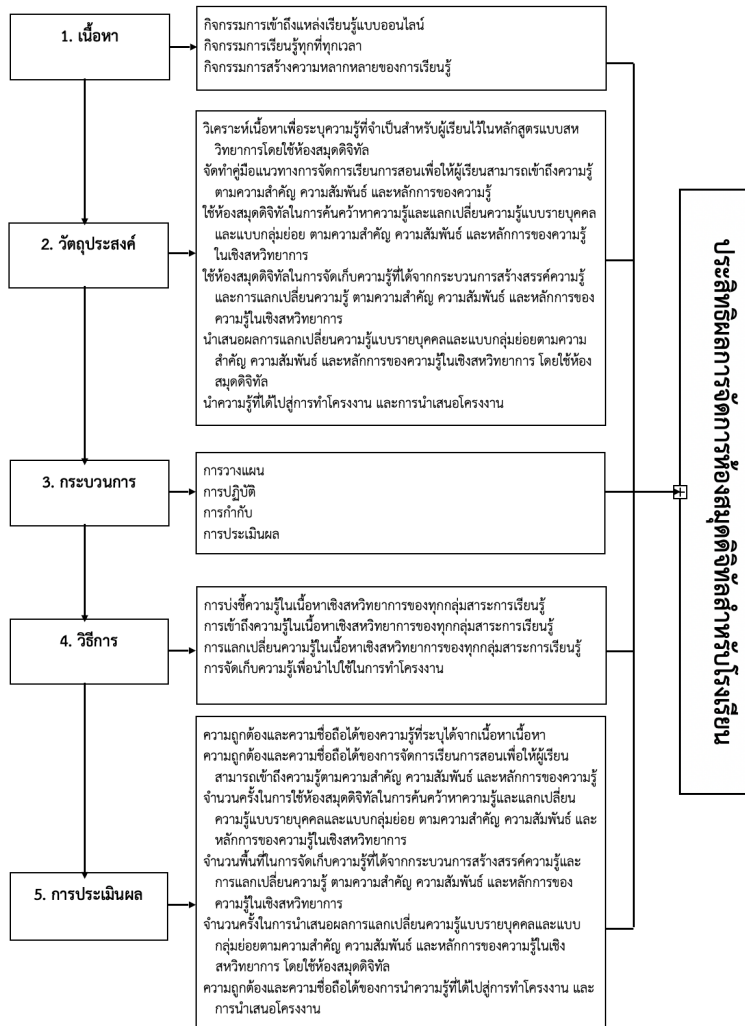 1. เนื้อหา
กิจกรรมการเข้าถึงแหล่งเรียนรู้แบบออนไลน์
กิจกรรมการเรียนรู้ทุกที่ทุกเวลา
กิจกรรมการสร้างความหลากหลายของการเรียนรู้
2. วัตถุประสงค์
วิเคราะห์เนื้อหาเพื่อระบุความรู้ที่จำเป็นสำหรับผู้เรียนไว้ในหลักสูตรแบบสห
วิทยาการโดยใช้ห้องสมุดดิจิทัล
จัดทำคู่มือแนวทางการจัดการเรียนการสอนเพื่อให้ผู้เรียนสามารถเข้าถึงความรู้
ตามความสำคัญ ความสัมพันธ์ และหลักการของความรู้
ใช้ห้องสมุดดิจิทัลในการค้นคว้าหาความรู้และแลกเปลี่ยนความรู้แบบรายบุคคล
และแบบกลุ่มย่อย ตามความสำคัญ ความสัมพันธ์ และหลักการของความรู้
ในเชิงสหวิทยาการ
ใช้ห้องสมุดดิจิทัลในการจัดเก็บความรู้ที่ได้จากกระบวนการสร้างสรรค์ความรู้
และการแลกเปลี่ยนความรู้ ตามความสำคัญ ความสัมพันธ์ และหลักการของ
ความรู้ในเชิงสหวิทยาการ
นำเสนอผลการแลกเปลี่ยนความรู้แบบรายบุคคลและแบบกลุ่มย่อยตามความ
สำคัญ ความสัมพันธ์ และหลักการของความรู้ในเชิงสหวิทยาการ โดยใช้ห้อง
สมุดดิจิทัล
นำความรู้ที่ได้ไปสู่การทำโครงงาน และการนำเสนอโครงงาน
3. กระบวนการ
การวางแผน
การปฏิบัติ
การกำกับ
การประเมินผล
4. วิธีการ
การบ่งชี้ความรู้ในเนื้อหาเชิงสหวิทยาการของทุกกลุ่มสาระการเรียนรู้
การเข้าถึงความรู้ในเนื้อหาเชิงสหวิทยาการของทุกกลุ่มสาระการเรียนรู้
การแลกเปลี่ยนความรู้ในเนื้อหาเชิงสหวิทยาการของทุกกลุ่มสาระการเรียนรู้
การจัดเก็บความรู้เพื่อนำไปใช้ในการทำโครงงาน
5. การประเมินผล
ความถูกต้องและความชื่อถือได้ของความรู้ที่ระบุได้จากเนื้อหาเนื้อหา
ความถูกต้องและความชื่อถือได้ของการจัดการเรียนการสอนเพื่อให้ผู้เรียน
สามารถเข้าถึงความรู้ตามความสำคัญ ความสัมพันธ์ และหลักการของความรู้
จำนวนครั้งในการใช้ห้องสมุดดิจิทัลในการค้นคว้าหาความรู้และแลกเปลี่ยน
ความรู้แบบรายบุคคลและแบบกลุ่มย่อย ตามความสำคัญ ความสัมพันธ์ และ
หลักการของความรู้ในเชิงสหวิทยาการ
จำนวนพื้นที่ในการจัดเก็บความรู้ที่ได้จากกระบวนการสร้างสรรค์ความรู้และ
การแลกเปลี่ยนความรู้ ตามความสำคัญ ความสัมพันธ์ และหลักการของ
ความรู้ในเชิงสหวิทยาการ
จำนวนครั้งในการนำเสนอผลการแลกเปลี่ยนความรู้แบบรายบุคคลและแบบ
กลุ่มย่อยตามความสำคัญ ความสัมพันธ์ และหลักการของความรู้ในเชิง
สหวิทยาการ โดยใช้ห้องสมุดดิจิทัล
ความถูกต้องและความชื่อถือได้ของการนำความรู้ที่ได้ไปสู่การทำโครงงาน และ
การนำเสนอโครงงาน
ประสิทธิผลการจัดการห้องสมุดดิจิทัลสำหรับโรงเรียน